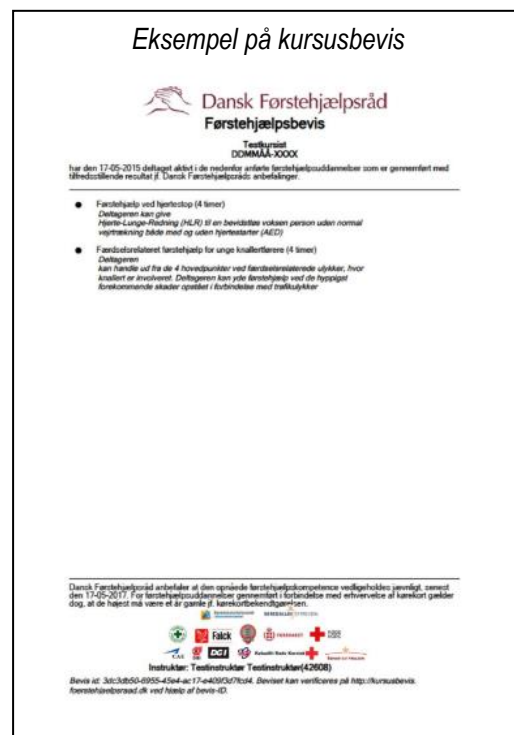 Eksempel på kursusbevis
Dansk Førstehjælpsråd
Førstehjælpsbevis
Testkursist
DDMMÅÅ-XXXX
har den 17-05-2015 deltaget aktivt i de nedenfor anførte førstehjælpsuddannelser som er gennemført med
tilfredsstillende resultat jf. Dansk Førstehjælpsråds anbefalinger.
Førstehjælp ved hjertestop (4 timer)
Deltageren kan give
Hjerte-Lunge-Redning (HLR) til en bevidstløs voksen person uden normal
vejrtrækning både med og uden hjertestarter (AED)
Færdselsrelateret førstehjælp for unge knallertførere (4 timer)
Deltageren
kan handle ud fra de 4 hovedpunkter ved færdselsrelaterede ulykker, hvor
knallert er involveret. Deltageren kan yde førstehjælp ved de hyppigst
forekommende skader opstået i forbindelse med trafikulykker
Dansk Førstehjælpsråd anbefaler at den opnåede førstehjælpskompetence vedligeholdes jævnligt, senest
den 17-05-2017. For førstehjælpsuddannelser gennemført i forbindelse med erhvervelse af kørekort gælder
dog, at de højest må være et år gamle jf. kørekortbekendtgørelsen.
Falck
DGI
Instruktør: Testinstruktør Testinstruktør(42608)
Bevis id: 3dc3db50-6955-45e4-ac17-e409f3d7fcd4. Beviset kan verificeres på http://kursusbevis.
foerstehjaelpsraad.dk ved hjælp af bevis-ID.